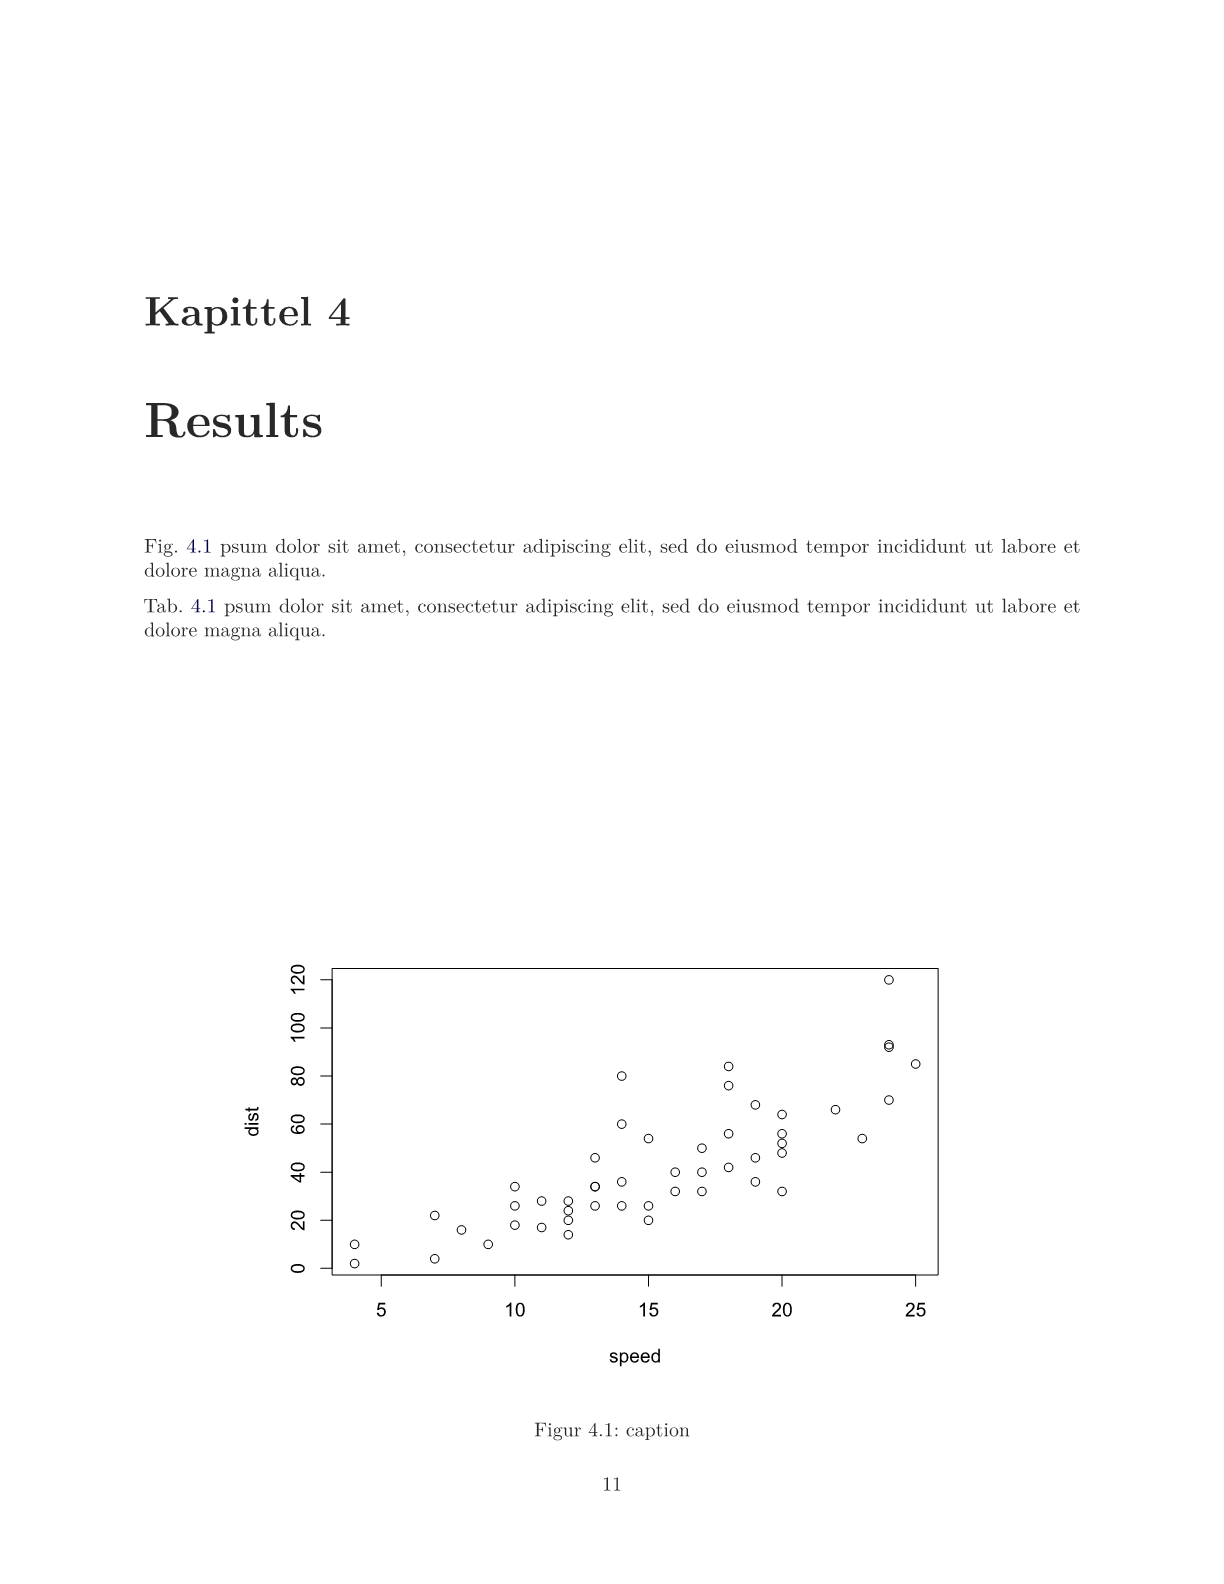 Kapittel 4
Results
Fig. 4.1 psum dolor sit amet, consectetur adipiscing elit, sed do eiusmod tempor incididunt ut labore et
dolore magna aliqua.
Tab. 4.1 psum dolor sit amet, consectetur adipiscing elit, sed do eiusmod tempor incididunt ut labore et
dolore magna aliqua.
120
100
80
60
40
20
0
dist
5 10 15 20 25
speed
Figur 4.1: caption
11